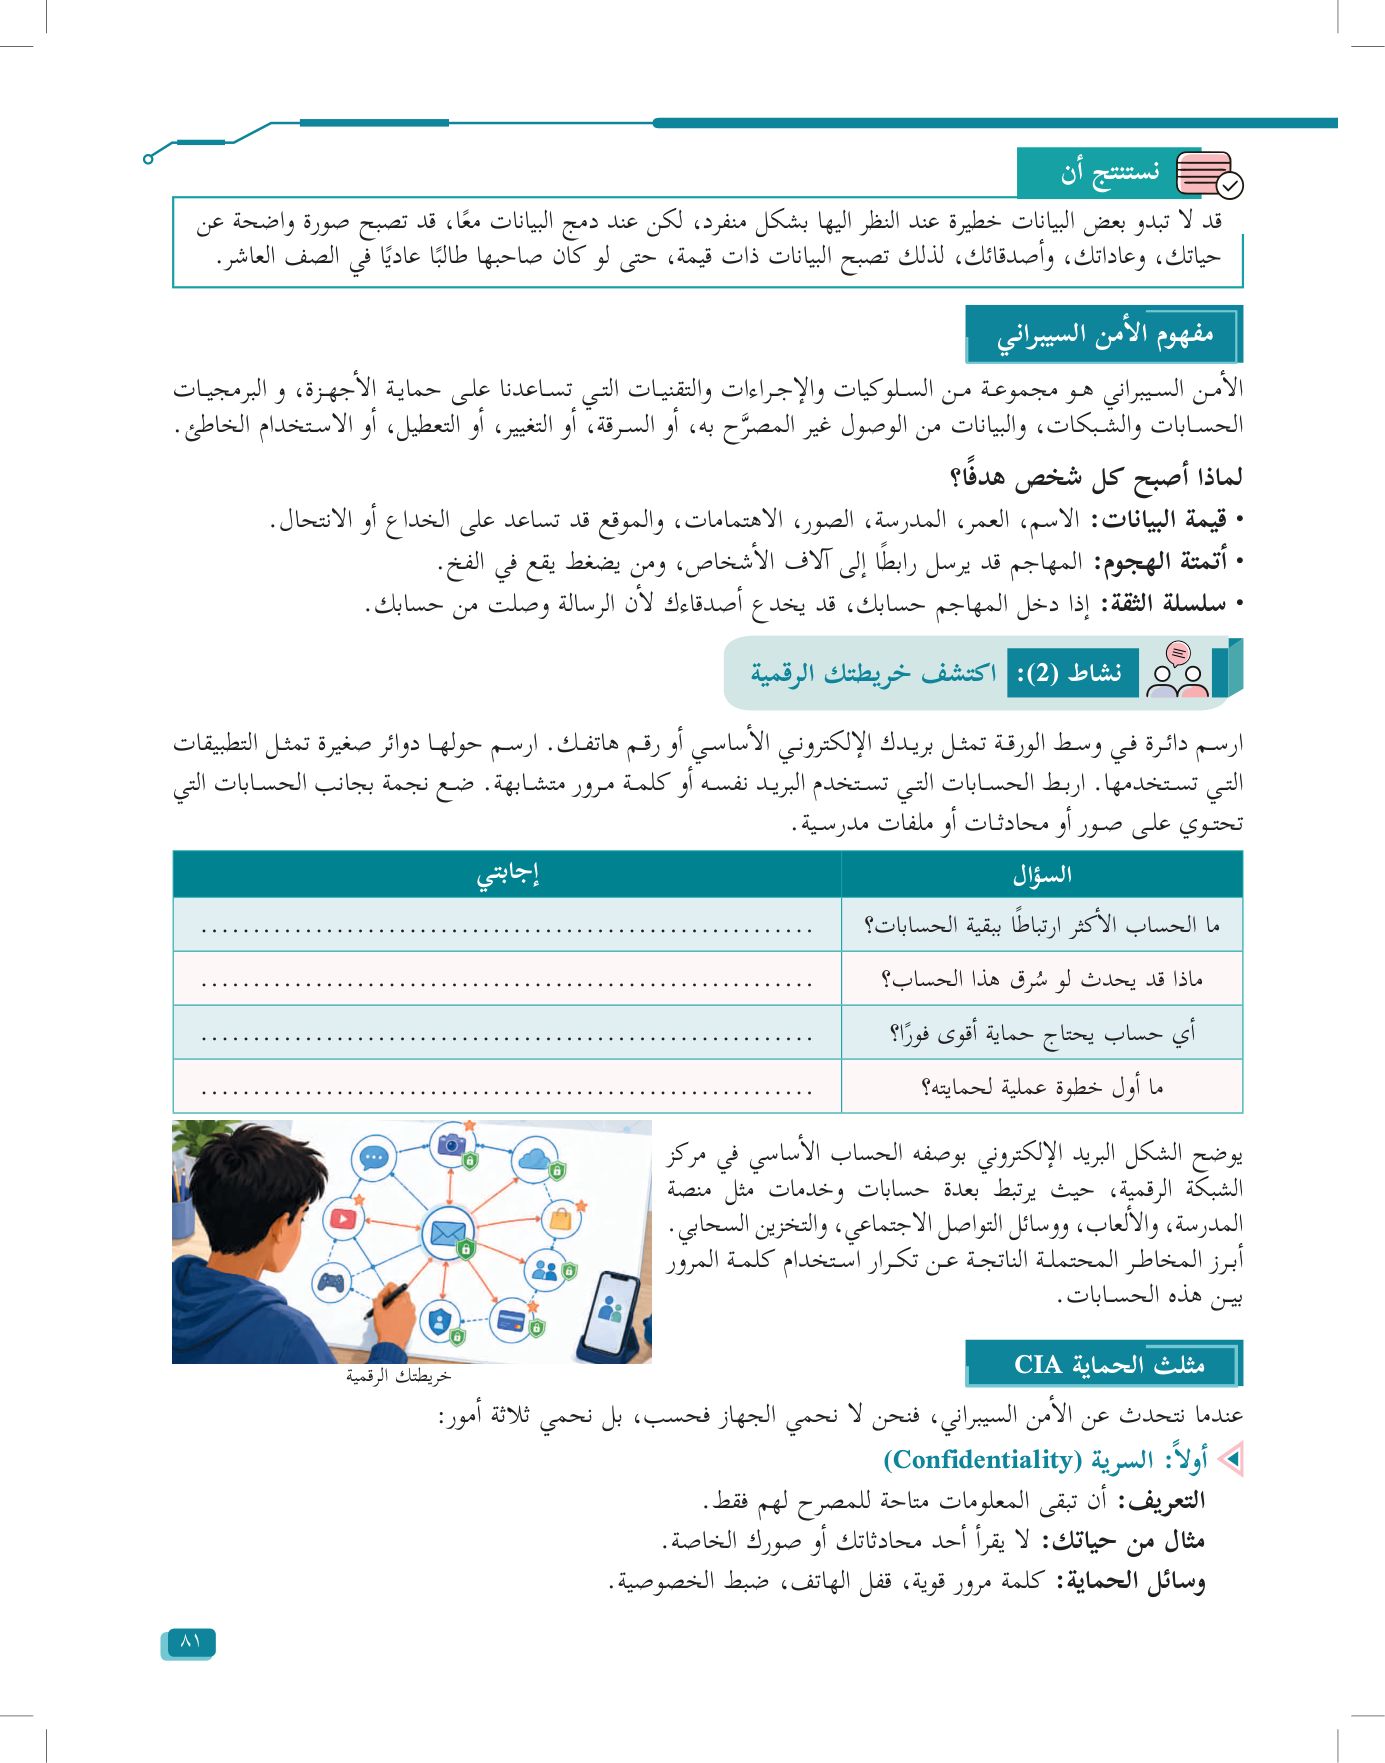 نستنتج أن
قد لا تبدو بعض البيانات خطيرة عند النظر اليها بشكل منفرد، لكن عند دمج البيانات معًا، قد تصبح صورة واضحة عن
حياتك، وعاداتك، وأصدقائك، لذلك تصبح البيانات ذات قيمة، حتى لو كان صاحبها طالبًا عاديًا في الصف العاشر.
مفهوم الأمن السيبراني
الأمن السيبراني هو مجموعة من السلوكيات والإجراءات والتقنيات التي تساعدنا على حماية الأجهزة، و البرمجيات
الحسابات والشبكات، والبيانات من الوصول غير المصرَّح به، أو السرقة، أو التغيير، أو التعطيل، أو الاستخدام الخاطئ.
لماذا أصبح كل شخص هدفًا؟
• قيمة البيانات: الاسم، العمر، المدرسة، الصور، الاهتمامات، والموقع قد تساعد على الخداع أو الانتحال.
• أتمتة الهجوم: المهاجم قد يرسل رابطًا إلى آلاف الأشخاص، ومن يضغط يقع في الفخ.
• سلسلة الثقة: إذا دخل المهاجم حسابك، قد يخدع أصدقاءك لأن الرسالة وصلت من حسابك.
نشاط (2): اكتشف خريطتك الرقمية
ارسم دائرة في وسط الورقة تمثل بريدك الإلكتروني الأساسي أو رقم هاتفك. ارسم حولها دوائر صغيرة تمثل التطبيقات
التي تستخدمها. اربط الحسابات التي تستخدم البريد نفسه أو كلمة مرور متشابهة. ضع نجمة بجانب الحسابات التي
تحتوي على صور أو محادثات أو ملفات مدرسية.
السؤال إجابتي
ما الحساب الأكثر ارتباطًا ببقية الحسابات؟ ........................................................
ماذا قد يحدث لو سُرق هذا الحساب؟ ........................................................
أي حساب يحتاج حماية أقوى فورًا؟ ........................................................
ما أول خطوة عملية لحمايته؟ ........................................................
يوضح الشكل البريد الإلكتروني بوصفه الحساب الأساسي في مركز
الشبكة الرقمية، حيث يرتبط بعدة حسابات وخدمات مثل منصة
المدرسة، والألعاب، ووسائل التواصل الاجتماعي، والتخزين السحابي.
أبرز المخاطر المحتملة الناتجة عن تكرار استخدام كلمة المرور
بين هذه الحسابات.
خريطتك الرقمية
مثلث الحماية CIA
عندما نتحدث عن الأمن السيبراني، فنحن لا نحمي الجهاز فحسب، بل نحمي ثلاثة أمور:
أولاً: السرية (Confidentiality)
التعريف: أن تبقى المعلومات متاحة للمصرح لهم فقط.
مثال من حياتك: لا يقرأ أحد محادثاتك أو صورك الخاصة.
وسائل الحماية: كلمة مرور قوية، قفل الهاتف، ضبط الخصوصية.
٨١